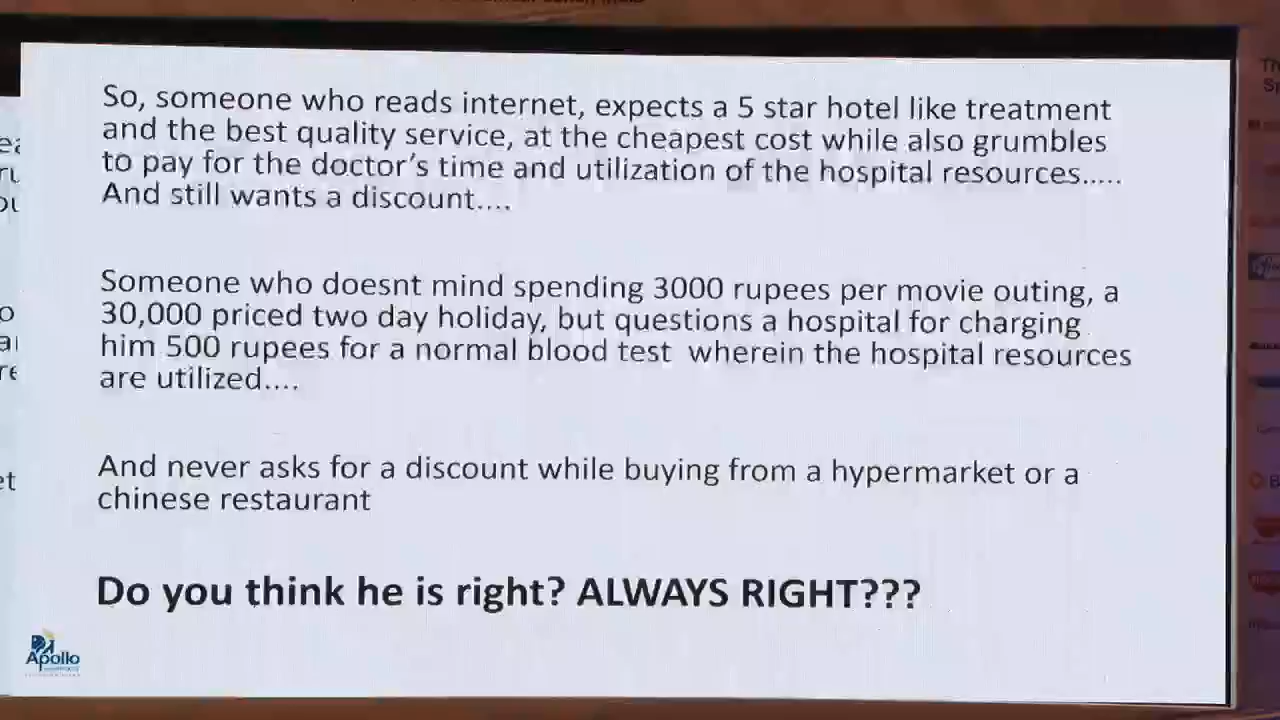 So, someone who reads internet, expects a 5 star hotel like treatment
and the best quality service, at the cheapest cost while also grumbles
to pay for the doctor's time and utilization of the hospital resources.....
And still wants a discount....
Someone who doesnt mind spending 3000 rupees per movie outing, a
30,000 priced two day holiday, but questions a hospital for charging
him 500 rupees for a normal blood test wherein the hospital resources
are utilized....
And never asks for a discount while buying from a hypermarket or a
chinese restaurant
Do you think he is right? ALWAYS RIGHT???
Apollo